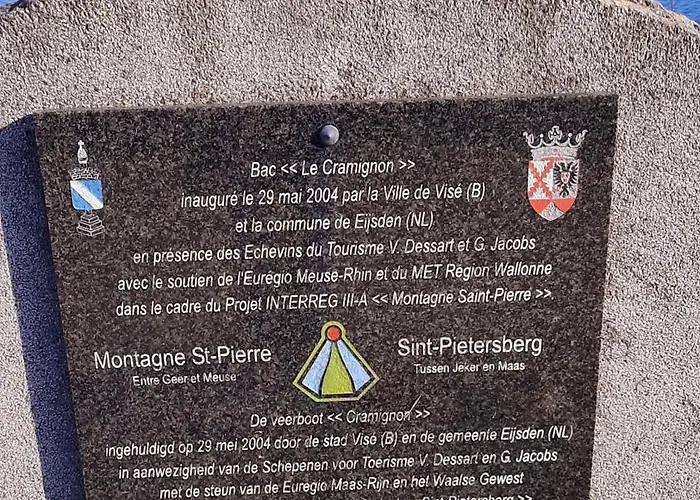 Bac << Le Cramignon >>
inauguré le 29 mai 2004 par la Ville de Visé (B)
et la commune de Eijsden (NL)
en présence des Echevins du Tourisme V. Dessart et G. Jacobs
avec le soutien de l'Eurégio Meuse-Rhin et du MET Région Wallonne
dans le cadre du Projet INTERREG III-A << Montagne Saint-Pierre >>
Montagne St-Pierre
Entre Geer et Meuse
Sint-Pietersberg
Tussen Jeker en Maas
De veerboot << Cramignon >>
ingehuldigd op 29 mei 2004 door de stad Visé (B) en de gemeente Eijsden (NL)
in aanwezigheid van de Schepenen voor Toerisme V. Dessart en G. Jacobs
met de steun van de Euregio Maas-Rijn en het Waalse Gewest
Sint-Pietersberg >>